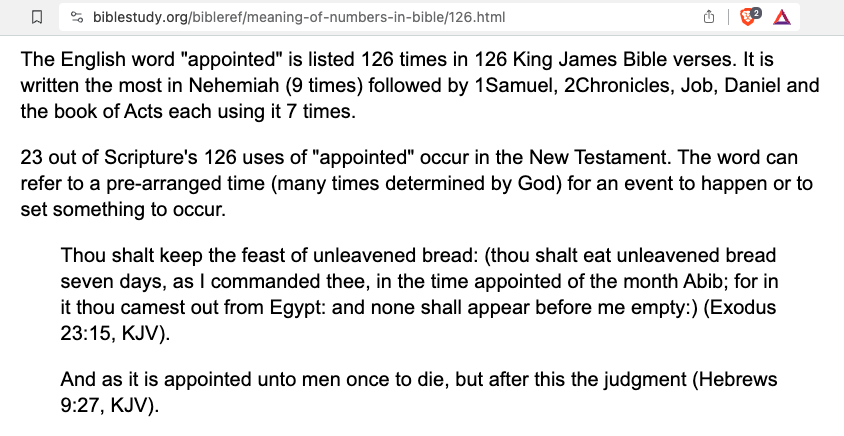 biblestudy.org/bibleref/meaning-of-numbers-in-bible/126.html
2
The English word "appointed" is listed 126 times in 126 King James Bible verses. It is
written the most in Nehemiah (9 times) followed by 1Samuel, 2Chronicles, Job, Daniel and
the book of Acts each using it 7 times.
23 out of Scripture's 126 uses of "appointed" occur in the New Testament. The word can
refer to a pre-arranged time (many times determined by God) for an event to happen or to
set something to occur.
Thou shalt keep the feast of unleavened bread: (thou shalt eat unleavened bread
seven days, as I commanded thee, in the time appointed of the month Abib; for in
it thou camest out from Egypt: and none shall appear before me empty:) (Exodus
23:15, KJV).
And as it is appointed unto men once to die, but after this the judgment (Hebrews
9:27, KJV).